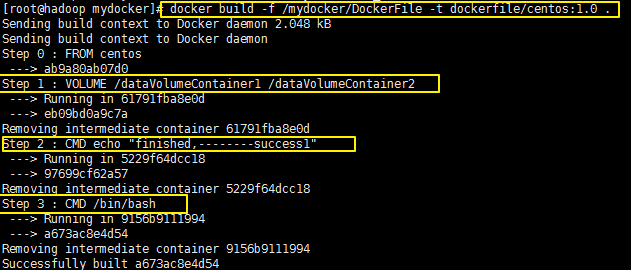 [root@hadoop mydocker]# docker build -f /mydocker/DockerFile -t dockerfile/centos:1.0 .
Sending build context to Docker daemon 2.048 kB
Sending build context to Docker daemon
Step 0 : FROM centos
---> ab9a80ab07d0
Step 1 : VOLUME /dataVolumeContainer1 /dataVolumeContainer2
---> Running in 61791fba8e0d
---> eb09bd0a9c7a
Removing intermediate container 61791fba8e0d
Step 2 : CMD echo "finished,--------success1"
---> Running in 5229f64dcc18
---> 97699cf62a57
Removing intermediate container 5229f64dcc18
Step 3 : CMD /bin/bash
---> Running in 9156b9111994
---> a673ac8e4d54
Removing intermediate container 9156b9111994
Successfully built a673ac8e4d54